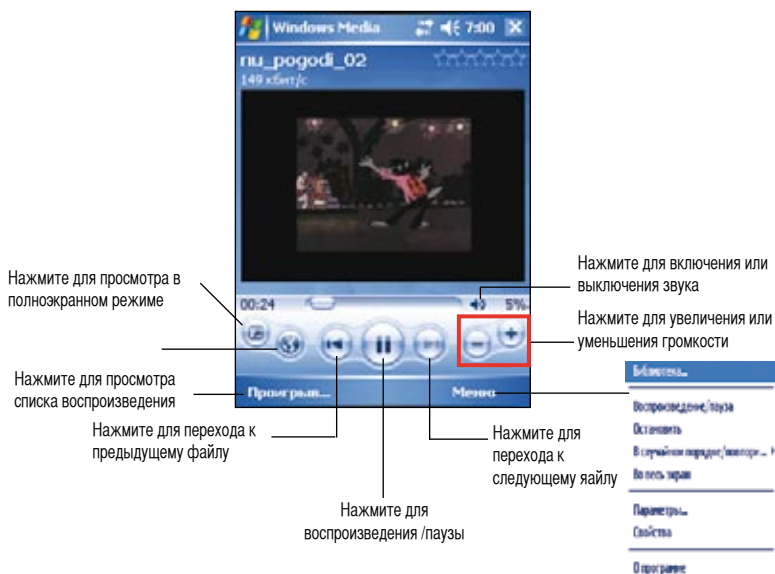 Windows Media 7:00
nu_pogodi_02
149 кбит/с
00:24 5%
Проигрыв... Меню
Нажмите для просмотра в
полноэкранном режиме
Нажмите для просмотра
списка воспроизведения
Нажмите для перехода к
предыдущему файлу
Нажмите для
воспроизведения /паузы
Нажмите для
перехода к
следующему яайлу
Нажмите для включения или
выключения звука
Нажмите для увеличения или
уменьшения громкости
Библиотека...
Воспроизведение/пауза
Остановить
В случайном порядке/повтори...
Во весь экран
Параметры...
Свойства
О программе